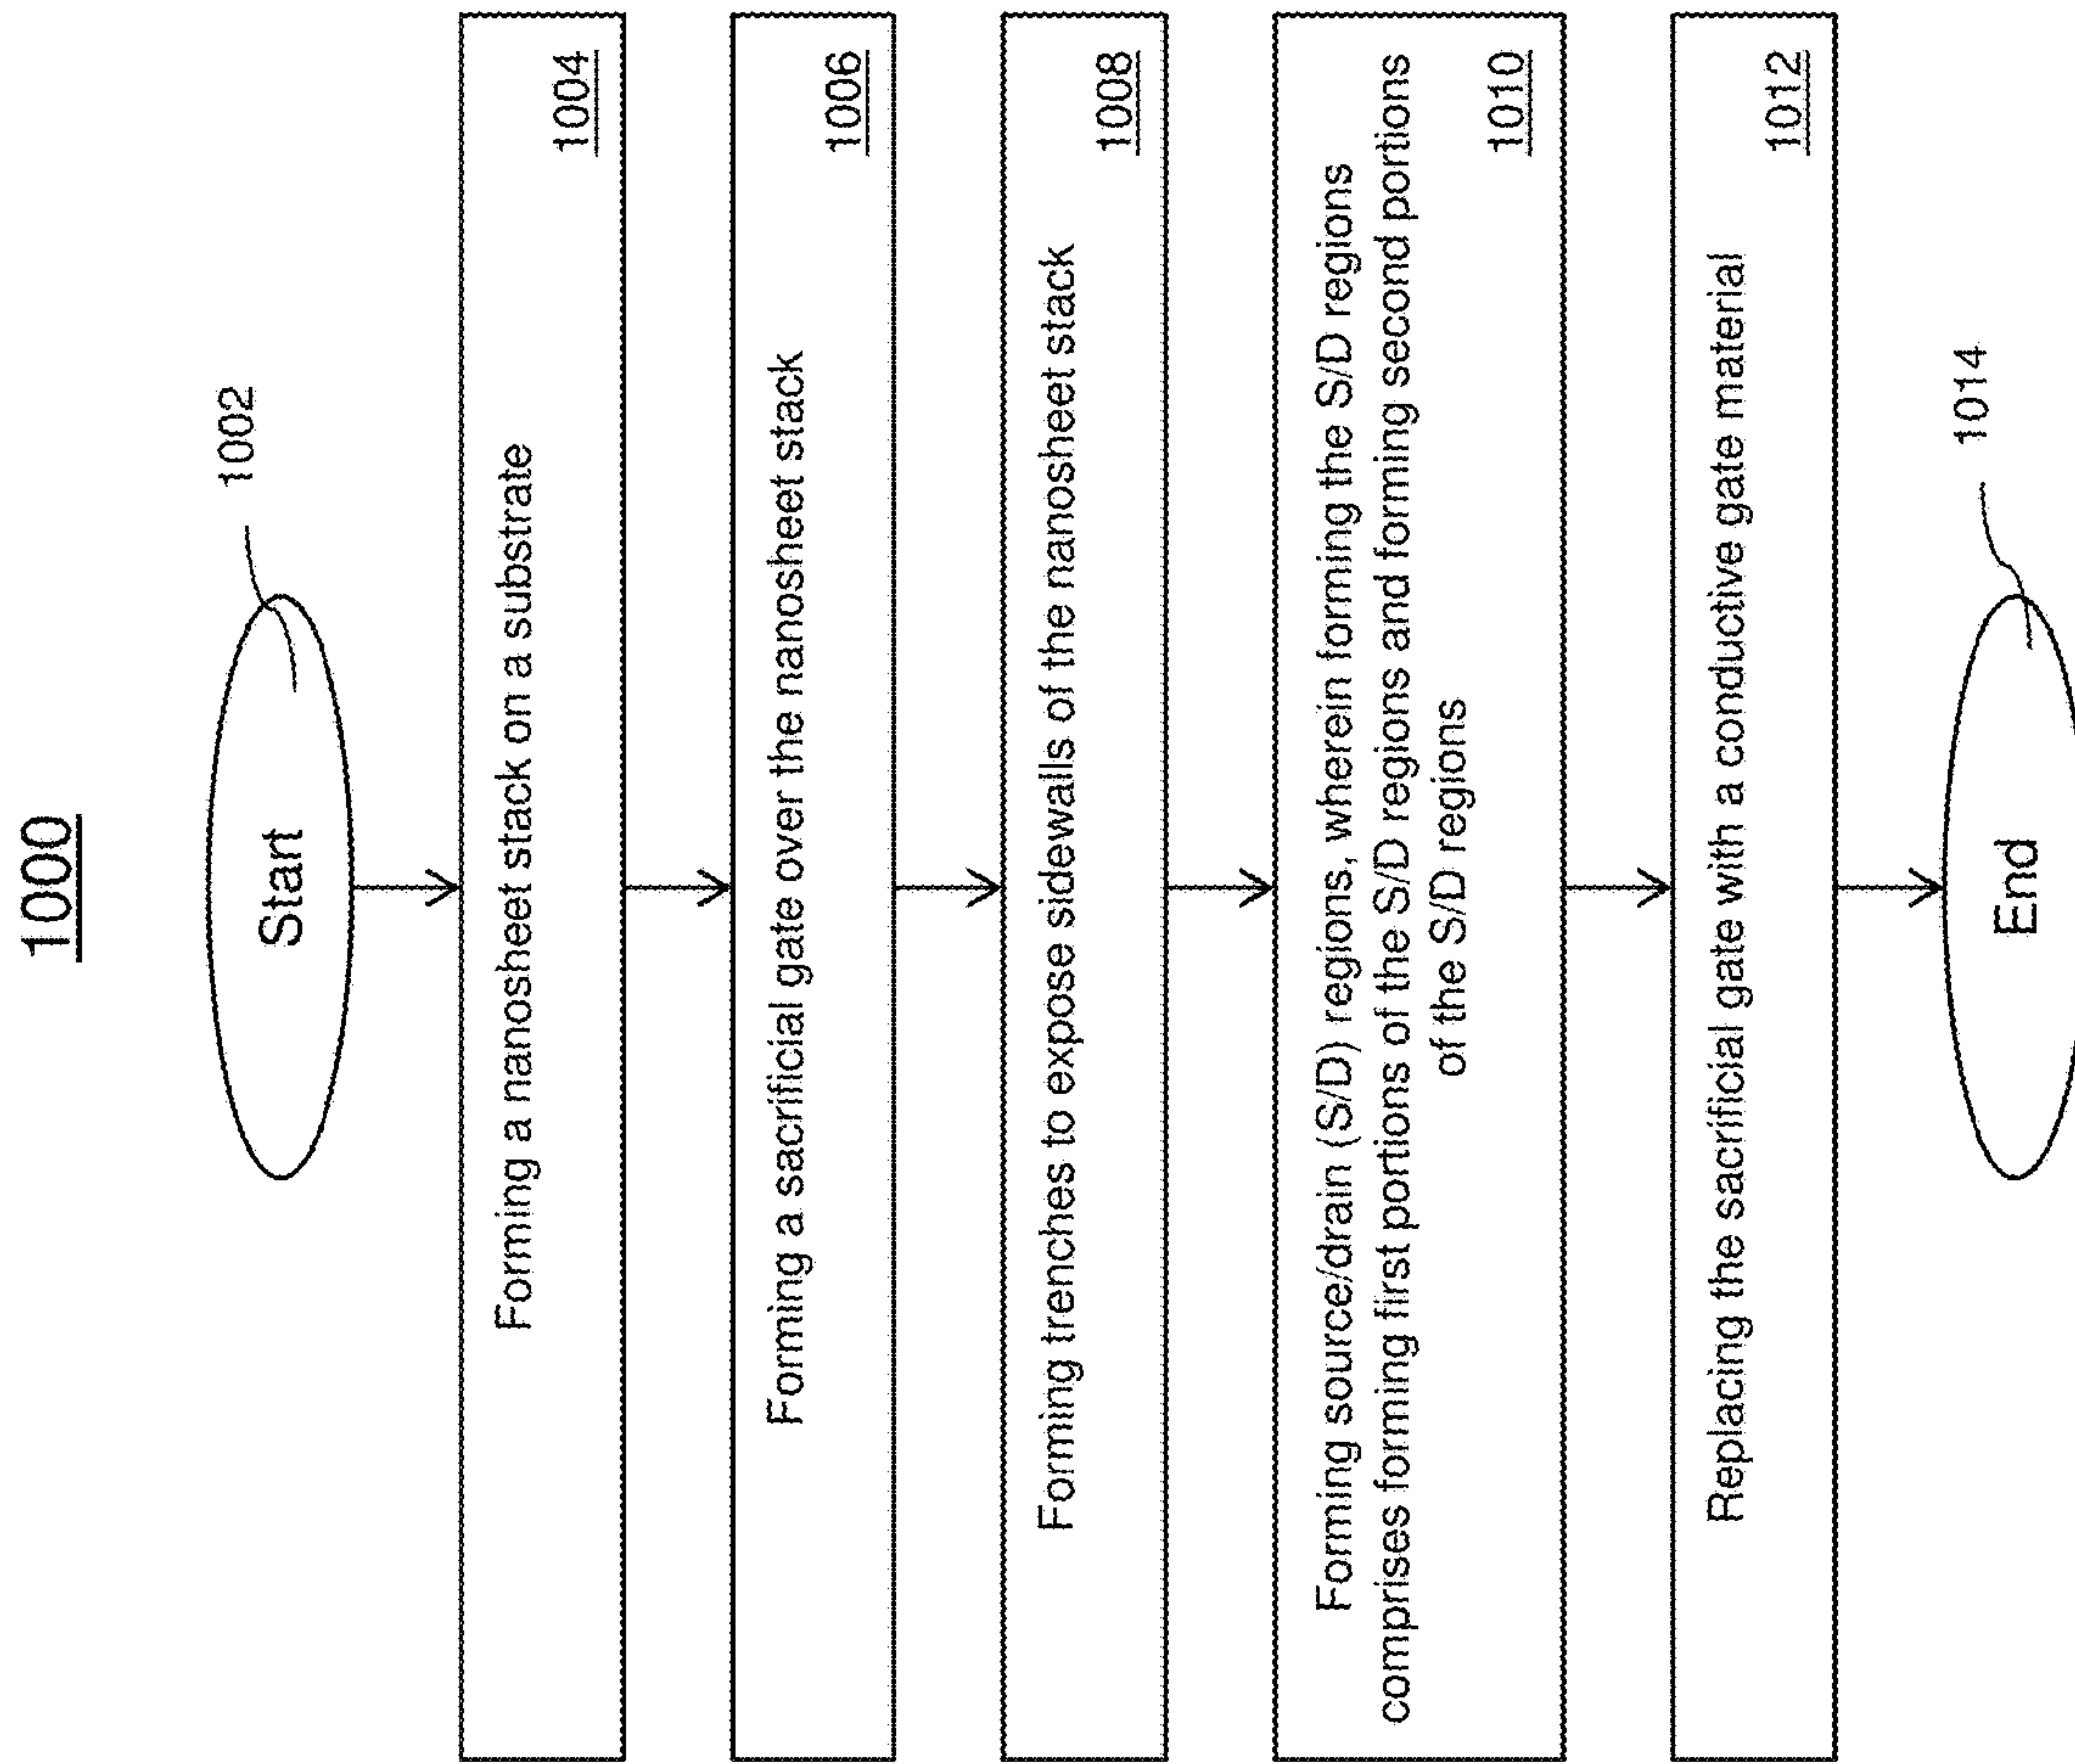 1000
Start
1002
Forming a nanosheet stack on a substrate
1004
Forming a sacrificial gate over the nanosheet stack
1006
Forming trenches to expose sidewalls of the nanosheet stack
1008
Forming source/drain (S/D) regions, wherein forming the S/D regions
comprises forming first portions of the S/D regions and forming second portions
of the S/D regions
1010
Replacing the sacrificial gate with a conductive gate material
1012
End
1014